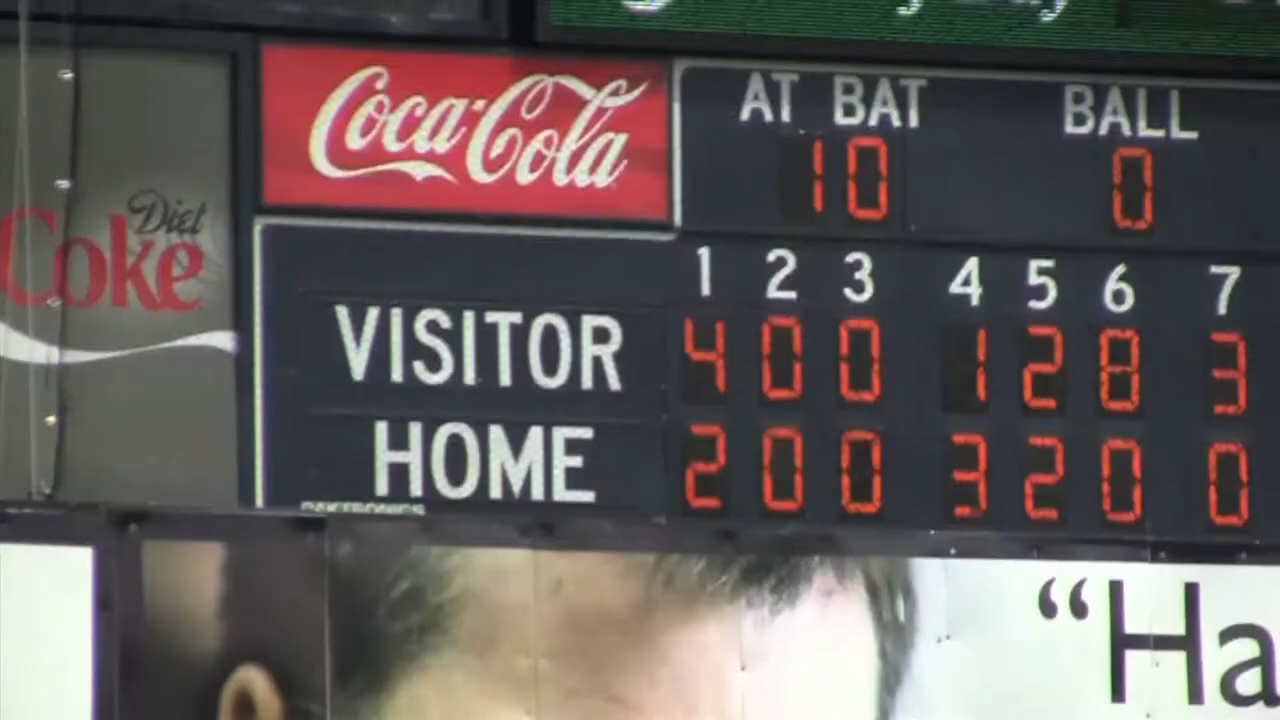 Coca-Cola
AT BAT
BALL
10
0
Diet
Coke
1 2 3 4 5 6 7
VISITOR 4 0 0 1 2 8 3
HOME 2 0 0 3 2 0 0
DAKTRONICS
“Ha